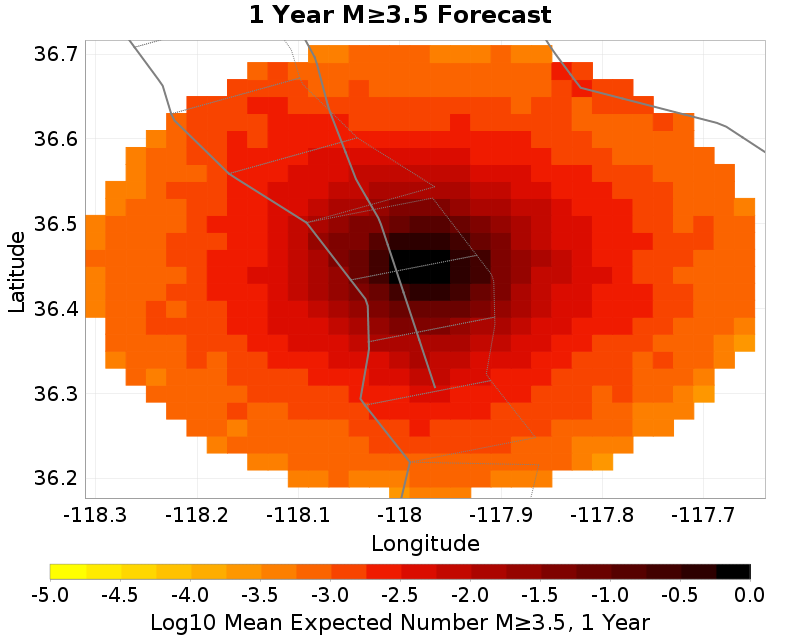 1 Year M≥3.5 Forecast
36.7
36.6
36.5
36.4
36.3
36.2
Latitude
-118.3 -118.2 -118.1 -118 -117.9 -117.8 -117.7
Longitude
-5.0 -4.5 -4.0 -3.5 -3.0 -2.5 -2.0 -1.5 -1.0 -0.5 0.0
Log10 Mean Expected Number M≥3.5, 1 Year